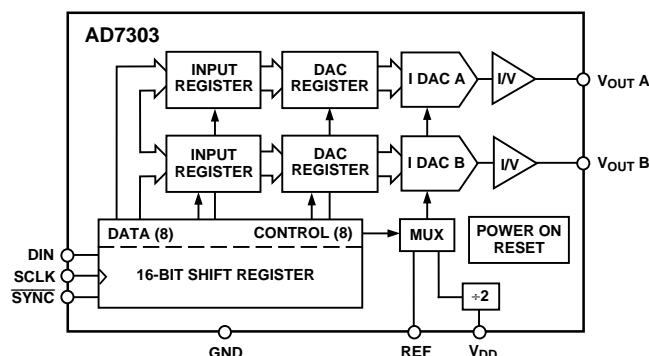 AD7303
INPUT
REGISTER
DAC
REGISTER
I DAC A
I/V
VOUT A
INPUT
REGISTER
DAC
REGISTER
I DAC B
I/V
VOUT B
DATA (8)
CONTROL (8)
MUX
POWER ON
RESET
DIN
SCLK
SYNC
16-BIT SHIFT REGISTER
÷2
GND
REF
VDD